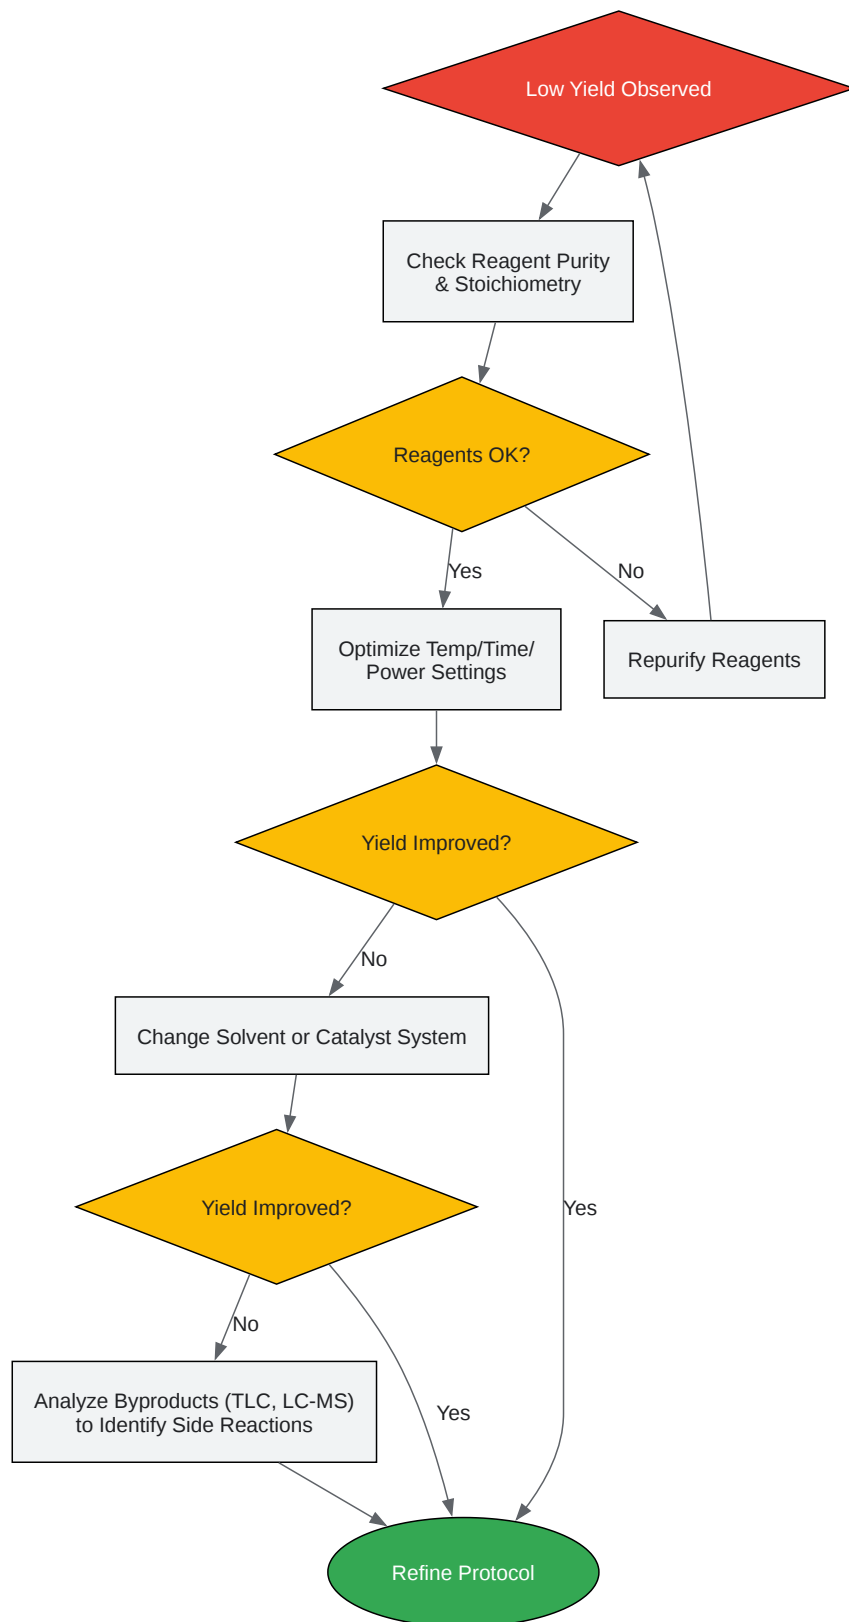 Low Yield Observed
Check Reagent Purity
& Stoichiometry
Reagents OK?
Yes
No
Optimize Temp/Time/
Power Settings
Repurify Reagents
Yield Improved?
No
Change Solvent or Catalyst System
Yield Improved?
Yes
No
Analyze Byproducts (TLC, LC-MS)
to Identify Side Reactions
Yes
Refine Protocol